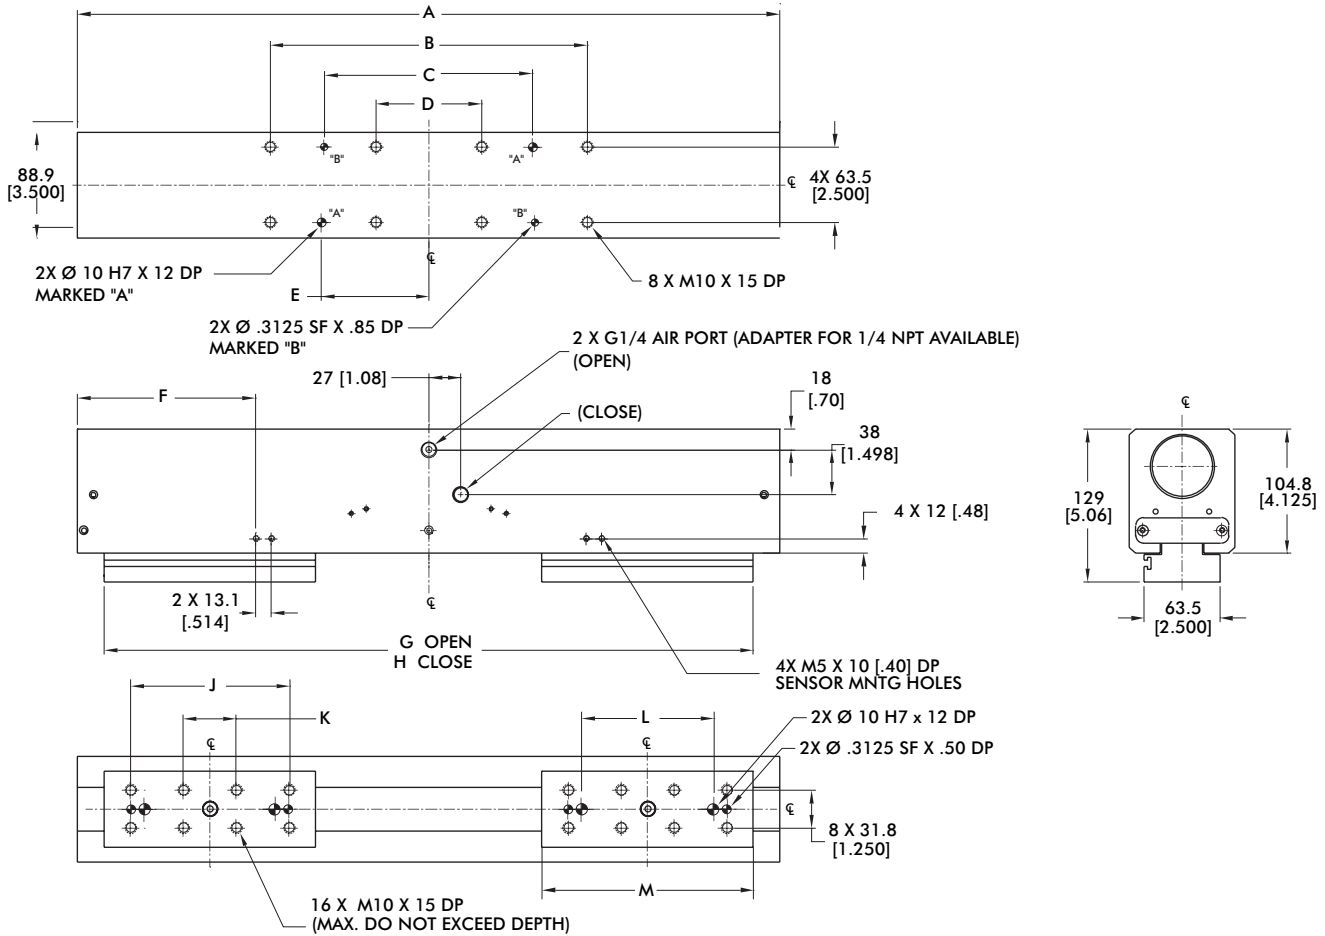 A
B
C
D
"B"
"A"
88.9
[3.500]
℄
4X 63.5
[2.500]
"A"
"B"
℄
2X Ø 10 H7 X 12 DP
MARKED "A"
E
8 X M10 X 15 DP
2X Ø .3125 SF X .85 DP
MARKED "B"
2 X G1/4 AIR PORT (ADAPTER FOR 1/4 NPT AVAILABLE)
(OPEN)
27 [1.08]
18
[.70]
F
(CLOSE)
℄
38
[1.498]
129
[5.06]
104.8
[4.125]
4 X 12 [.48]
2 X 13.1
[.514]
℄
63.5
[2.500]
G OPEN
H CLOSE
4X M5 X 10 [.40] DP
SENSOR MNTG HOLES
J
K
L
2X Ø 10 H7 x 12 DP
2X Ø .3125 SF X .50 DP
℄
℄
℄
8 X 31.8
[1.250]
M
16 X M10 X 15 DP
(MAX. DO NOT EXCEED DEPTH)